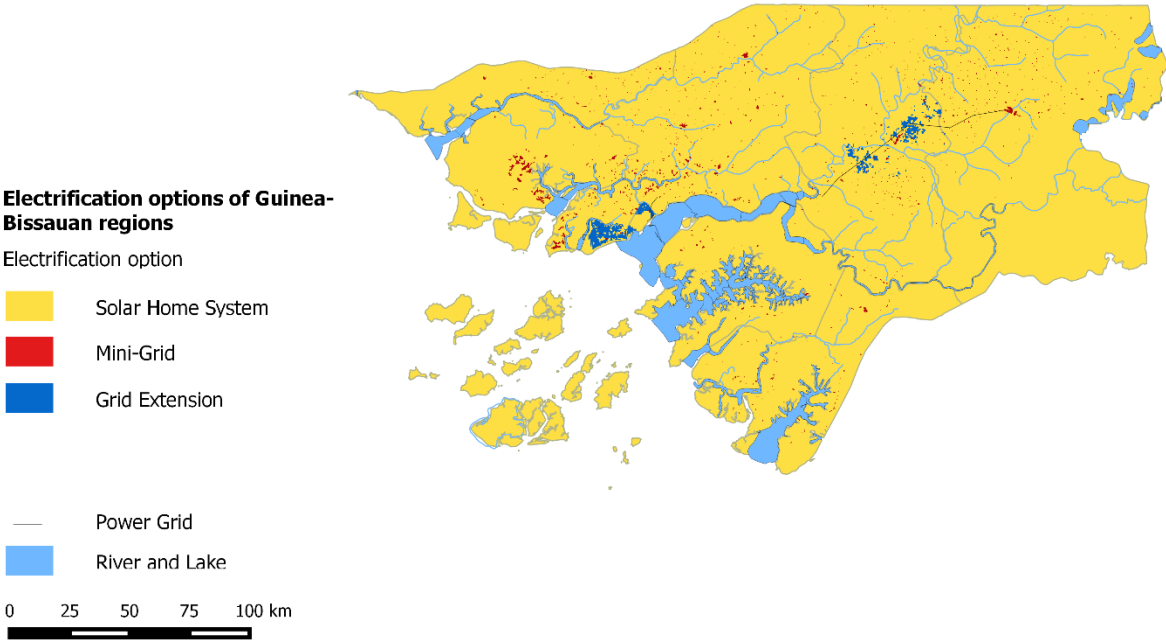 Electrification options of Guinea-
Bissauan regions
Electrification option
Solar Home System
Mini-Grid
Grid Extension
Power Grid
River and Lake
0 25 50 75 100 km